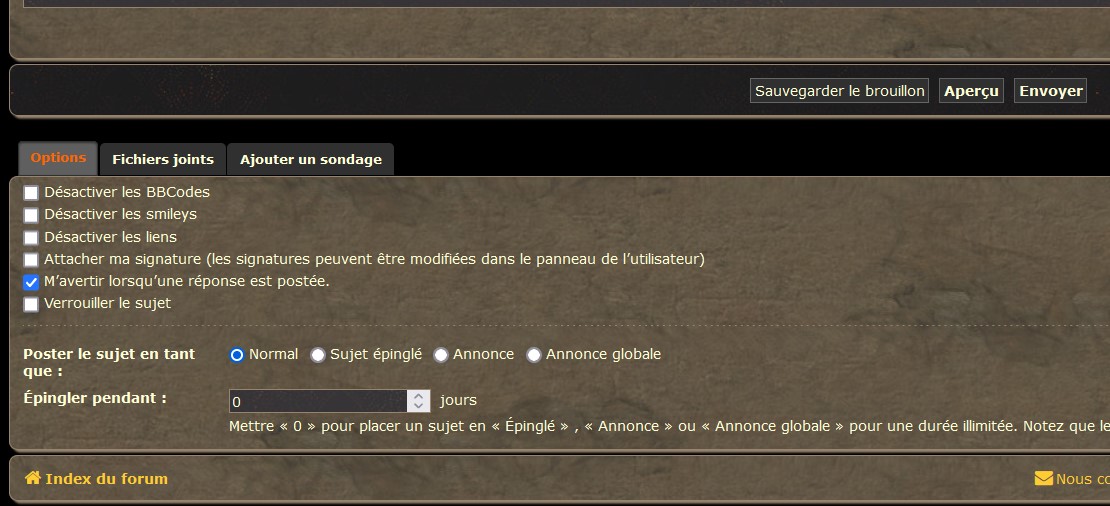 Sauvegarder le brouillon Aperçu Envoyer
Options Fichiers joints Ajouter un sondage
Désactiver les BBCodes
Désactiver les smileys
Désactiver les liens
Attacher ma signature (les signatures peuvent être modifiées dans le panneau de l’utilisateur)
M’avertir lorsqu’une réponse est postée.
Verrouiller le sujet
Poster le sujet en tant que : Normal Sujet épinglé Annonce Annonce globale
Épingler pendant : 0 jours
Mettre « 0 » pour placer un sujet en « Épinglé » , « Annonce » ou « Annonce globale » pour une durée illimitée. Notez que
Index du forum Nous